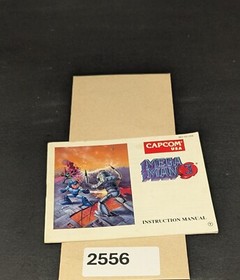 CAPCOM
USA
MEGA
MAN 3
INSTRUCTION MANUAL
2556